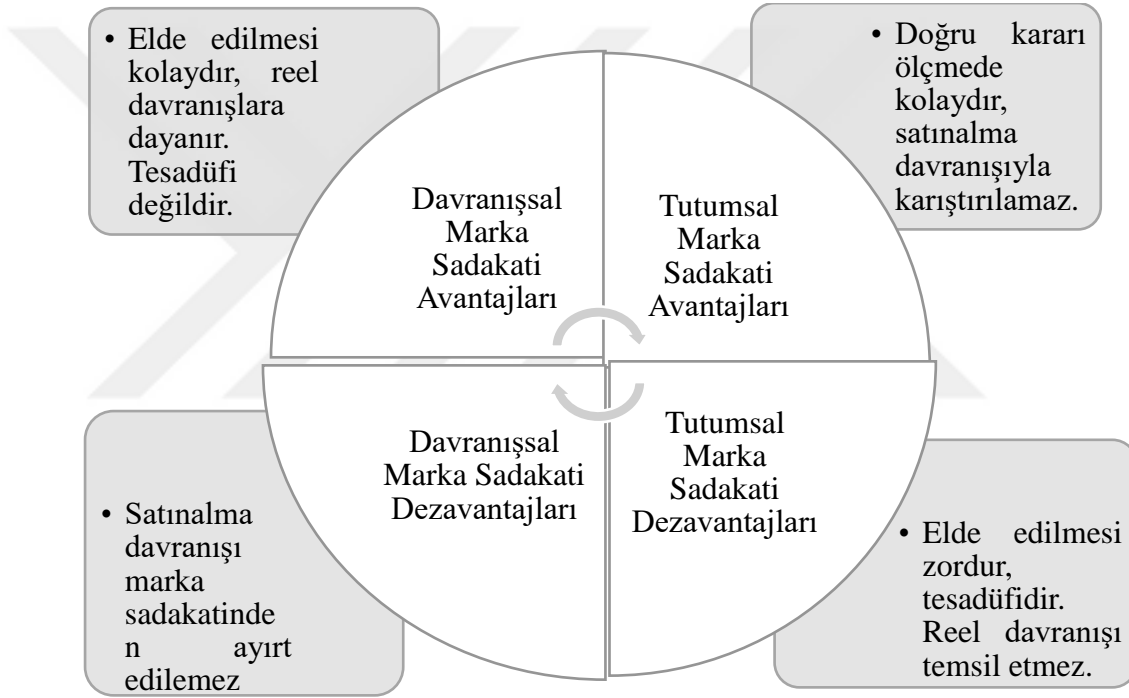 • Elde edilmesi
kolaydır, reel
davranışlara
dayanır.
Tesadüfi
değildir.
• Doğru kararı
ölçmede
kolaydır,
satınalma
davranışıyla
karıştırılamaz.
Davranışsal
Marka
Sadakati
Avantajları
Tutumsal
Marka
Sadakati
Avantajları
Davranışsal
Marka Sadakati
Dezavantajları
Tutumsal
Marka
Sadakati
Dezavantajları
• Satınalma
davranışı
marka
sadakatinde
n ayırt
edilemez
• Elde edilmesi
zordur,
tesadüfidir.
Reel davranışı
temsil etmez.